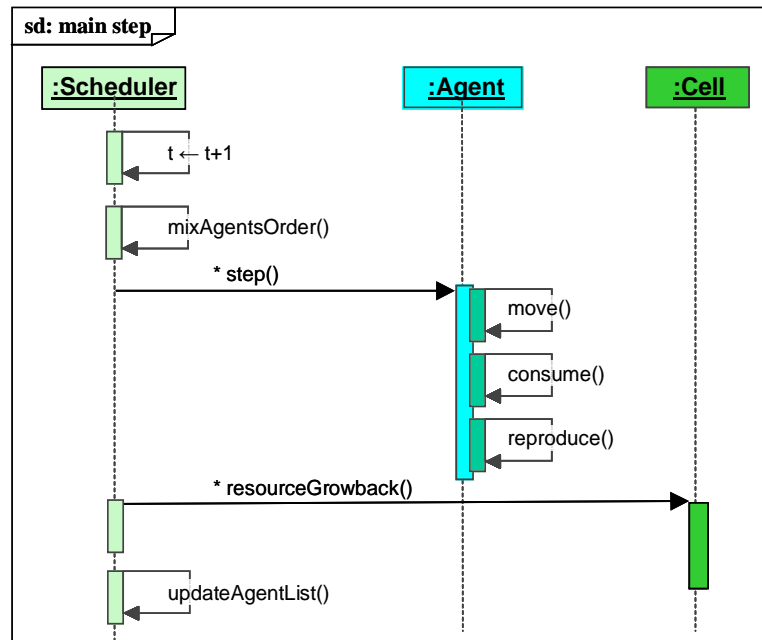 sd: main step
:Scheduler
:Agent
:Cell
t ← t+1
mixAgentsOrder()
* step()
move()
consume()
reproduce()
* resourceGrowback()
updateAgentList()